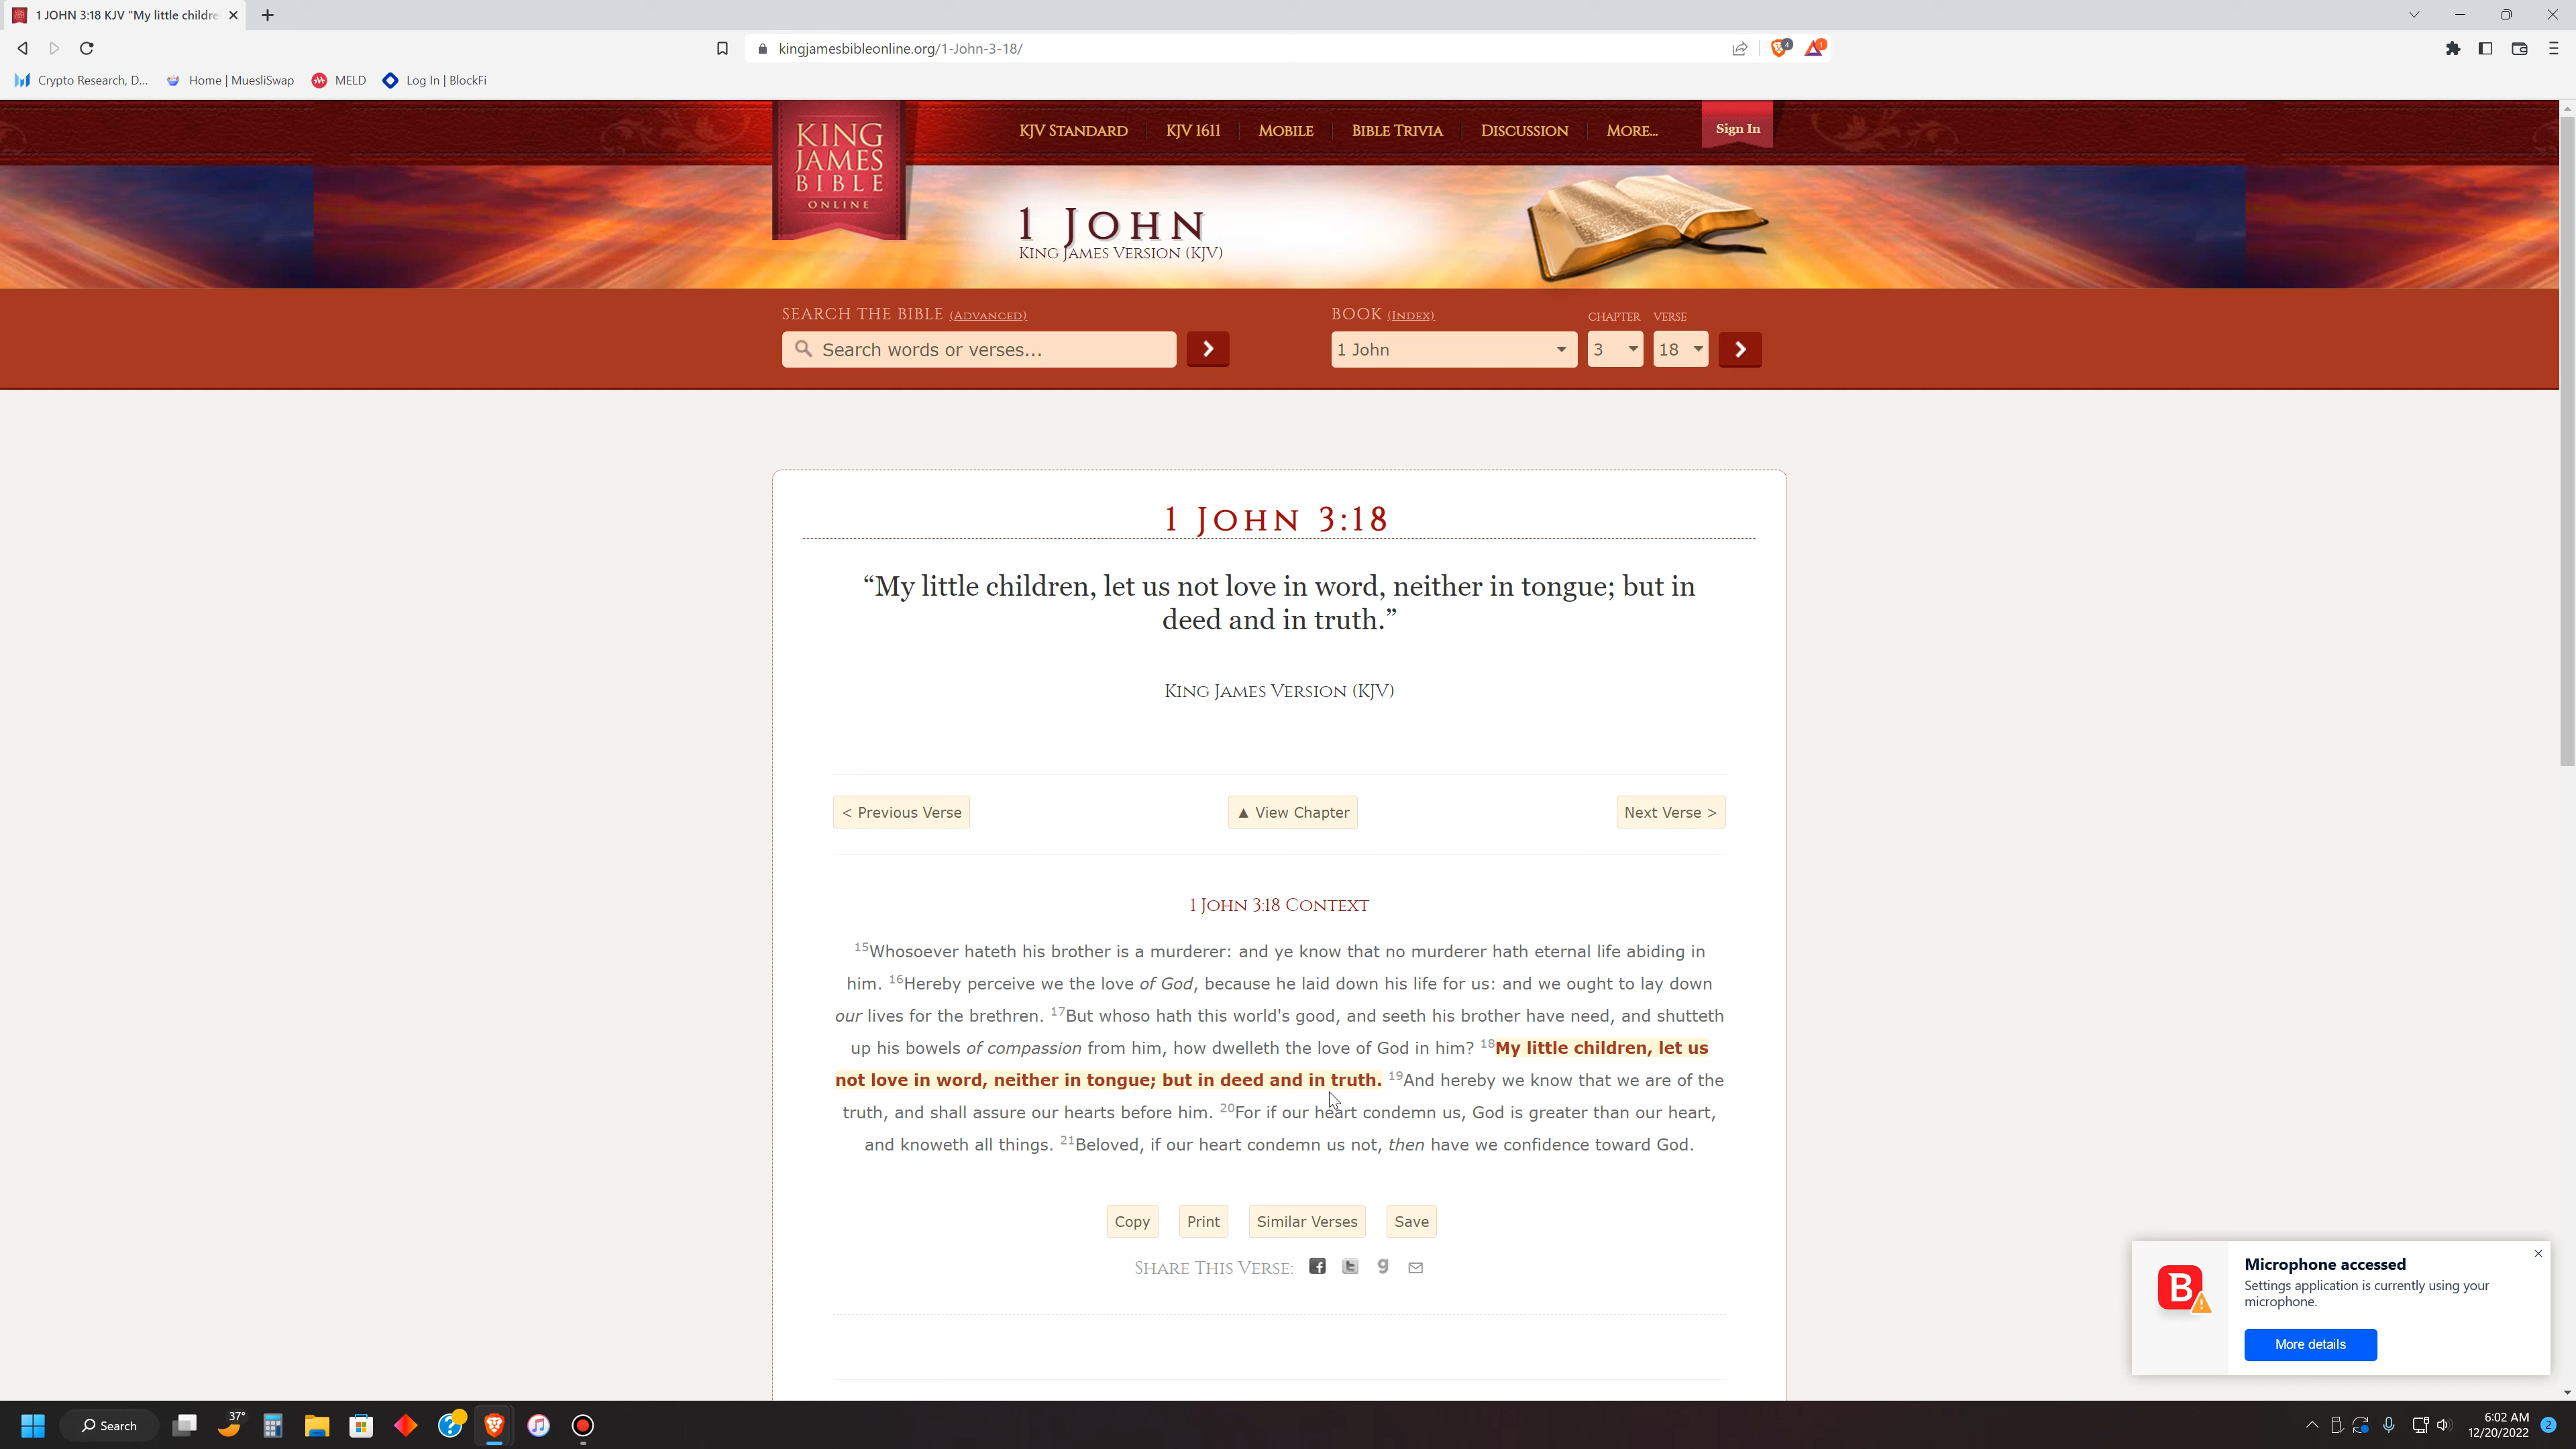 1 JOHN 3:18 KJV "My little childre
kingjamesbibleonline.org/1-John-3-18/
4
1
Crypto Research, D...
Home | MuesliSwap
MELD
Log In | BlockFi
KING
JAMES
BIBLE
ONLINE
KJV STANDARD
KJV 1611
MOBILE
BIBLE TRIVIA
DISCUSSION
MORE...
Sign In
1 JOHN
KING JAMES VERSION (KJV)
SEARCH THE BIBLE (ADVANCED)
Search words or verses...
BOOK (INDEX)
CHAPTER
VERSE
1 John
3
18
1 JOHN 3:18
“My little children, let us not love in word, neither in tongue; but in
deed and in truth.”
KING JAMES VERSION (KJV)
< Previous Verse
▲ View Chapter
Next Verse >
1 JOHN 3:18 CONTEXT
15Whosoever hateth his brother is a murderer: and ye know that no murderer hath eternal life abiding in
him. 16Hereby perceive we the love of God, because he laid down his life for us: and we ought to lay down
our lives for the brethren. 17But whoso hath this world's good, and seeth his brother have need, and shutteth
up his bowels of compassion from him, how dwelleth the love of God in him? 18My little children, let us
not love in word, neither in tongue; but in deed and in truth. 19And hereby we know that we are of the
truth, and shall assure our hearts before him. 20For if our heart condemn us, God is greater than our heart,
and knoweth all things. 21Beloved, if our heart condemn us not, then have we confidence toward God.
Copy
Print
Similar Verses
Save
SHARE THIS VERSE:
Microphone accessed
Settings application is currently using your
microphone.
More details
Search
37°
6:02 AM
12/20/2022
2